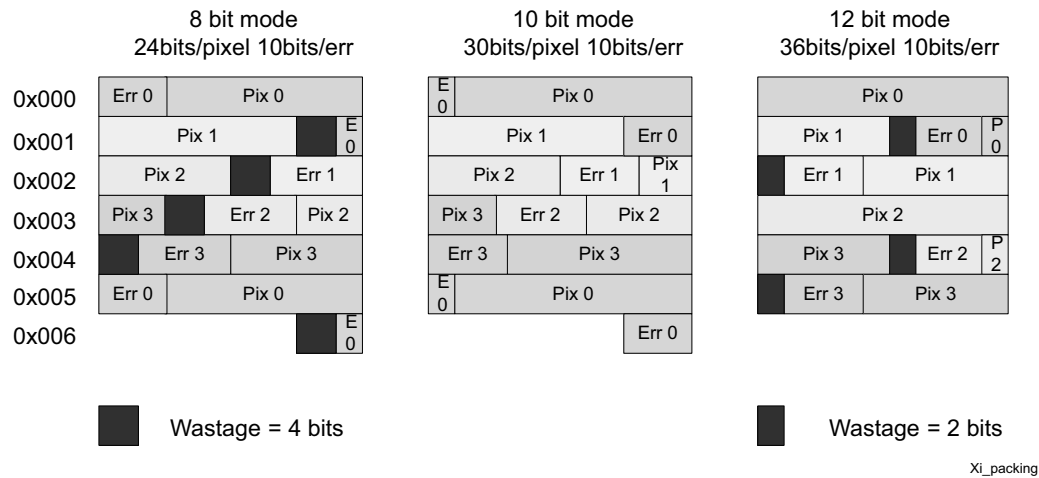 8 bit mode
24bits/pixel 10bits/err
10 bit mode
30bits/pixel 10bits/err
12 bit mode
36bits/pixel 10bits/err
0x000 Err 0 Pix 0 E 0 Pix 0 Pix 0
0x001 Pix 1 E 0 Pix 1 Err 0 Pix 1 Err 0 P 0
0x002 Pix 2 Err 1 Pix 2 Err 1 Pix 1 Err 1 Pix 1
0x003 Pix 3 Err 2 Pix 2 Pix 3 Err 2 Pix 2 Pix 2
0x004 Err 3 Pix 3 Err 3 Pix 3 Pix 3 Err 2 P 2
0x005 Err 0 Pix 0 E 0 Pix 0 Err 3 Pix 3
0x006 E 0 Err 0
Wastage = 4 bits
Wastage = 2 bits
Xi_packing